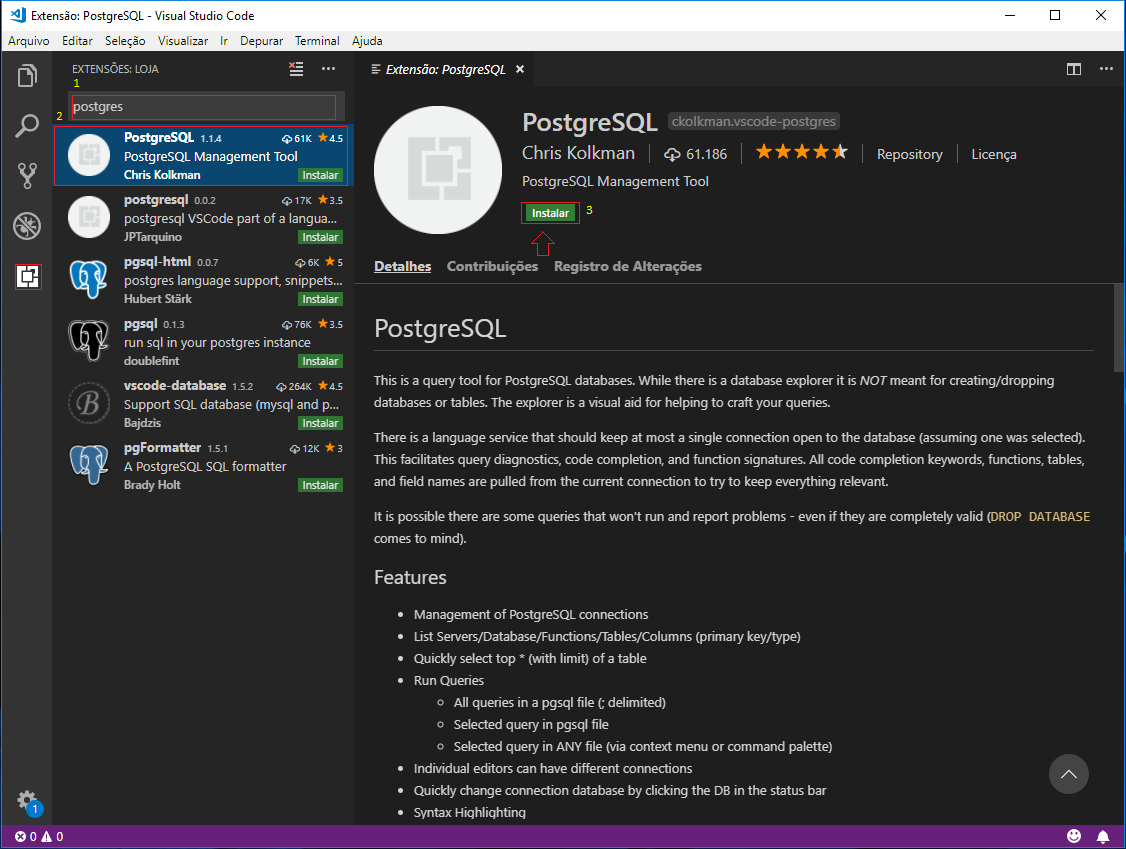 Extensão: PostgreSQL - Visual Studio Code
Arquivo Editar Seleção Visualizar Ir Depurar Terminal Ajuda
EXTENSÕES: LOJA
1
2
postgres
PostgreSQL 1.1.4 61K 4.5
PostgreSQL Management Tool
Chris Kolkman Instalar
postgresql 0.0.2 17K 3.5
postgresql VSCode part of a langua...
JPTarquino Instalar
pgsql-html 0.0.7 6K 5
postgres language support, snippets...
Hubert Stärk Instalar
pgsql 0.1.3 76K 3.5
run sql in your postgres instance
doublefint Instalar
vscode-database 1.5.2 264K 4.5
Support SQL database (mysql and p...
Bajdzis Instalar
pgFormatter 1.5.1 12K 3
A PostgreSQL SQL formatter
Brady Holt Instalar
Extensão: PostgreSQL
PostgreSQL ckolkman.vscode-postgres
Chris Kolkman 61.186 Repository Licença
PostgreSQL Management Tool
Instalar 3
Detalhes Contribuições Registro de Alterações
PostgreSQL
This is a query tool for PostgreSQL databases. While there is a database explorer it is NOT meant for creating/dropping
databases or tables. The explorer is a visual aid for helping to craft your queries.
There is a language service that should keep at most a single connection open to the database (assuming one was selected).
This facilitates query diagnostics, code completion, and function signatures. All code completion keywords, functions, tables,
and field names are pulled from the current connection to try to keep everything relevant.
It is possible there are some queries that won't run and report problems - even if they are completely valid (DROP DATABASE
comes to mind).
Features
Management of PostgreSQL connections
List Servers/Database/Functions/Tables/Columns (primary key/type)
Quickly select top * (with limit) of a table
Run Queries
All queries in a pgsql file (; delimited)
Selected query in pgsql file
Selected query in ANY file (via context menu or command palette)
Individual editors can have different connections
Quickly change connection database by clicking the DB in the status bar
Syntax Highlighting
1
0 0